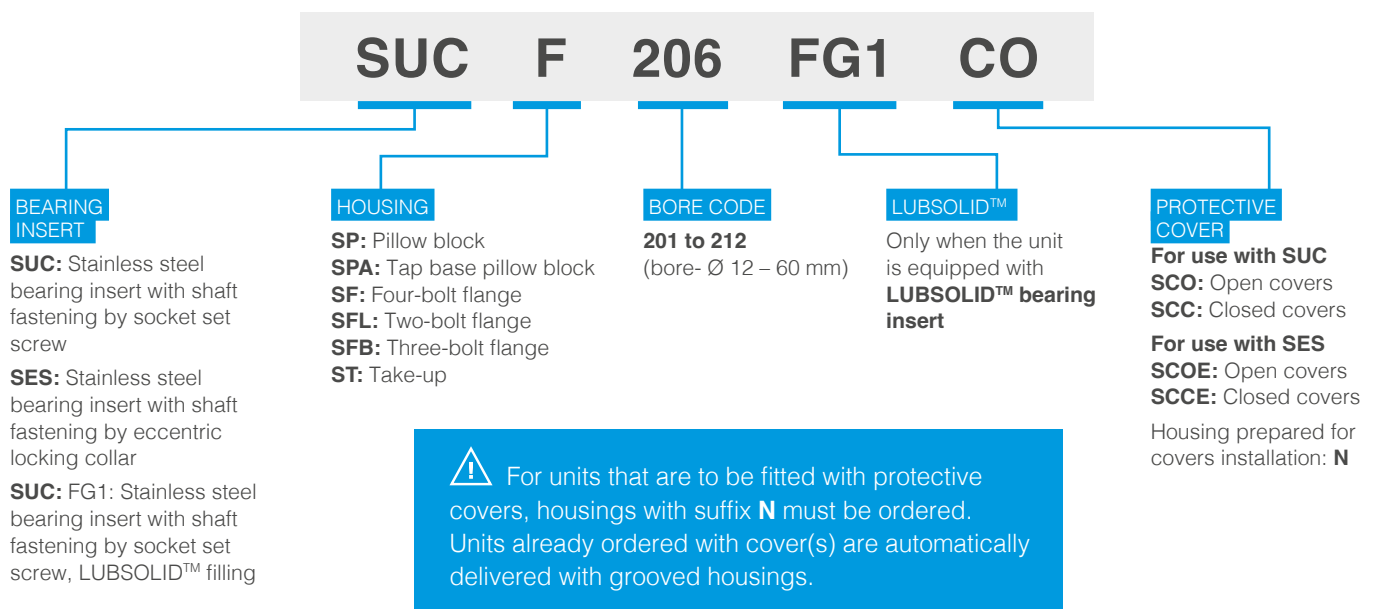 SUC F 206 FG1 CO
BEARING
INSERT
SUC: Stainless steel
bearing insert with shaft
fastening by socket set
screw
SES: Stainless steel
bearing insert with shaft
fastening by eccentric
locking collar
SUC: FG1: Stainless steel
bearing insert with shaft
fastening by socket set
screw, LUBSOLID™ filling
HOUSING
SP: Pillow block
SPA: Tap base pillow block
SF: Four-bolt flange
SFL: Two-bolt flange
SFB: Three-bolt flange
ST: Take-up
BORE CODE
201 to 212
(bore- Ø 12 – 60 mm)
LUBSOLID™
Only when the unit
is equipped with
LUBSOLID™ bearing
insert
PROTECTIVE
COVER
For use with SUC
SCO: Open covers
SCC: Closed covers
For use with SES
SCOE: Open covers
SCCE: Closed covers
Housing prepared for
covers installation: N
For units that are to be fitted with protective
covers, housings with suffix N must be ordered.
Units already ordered with cover(s) are automatically
delivered with grooved housings.